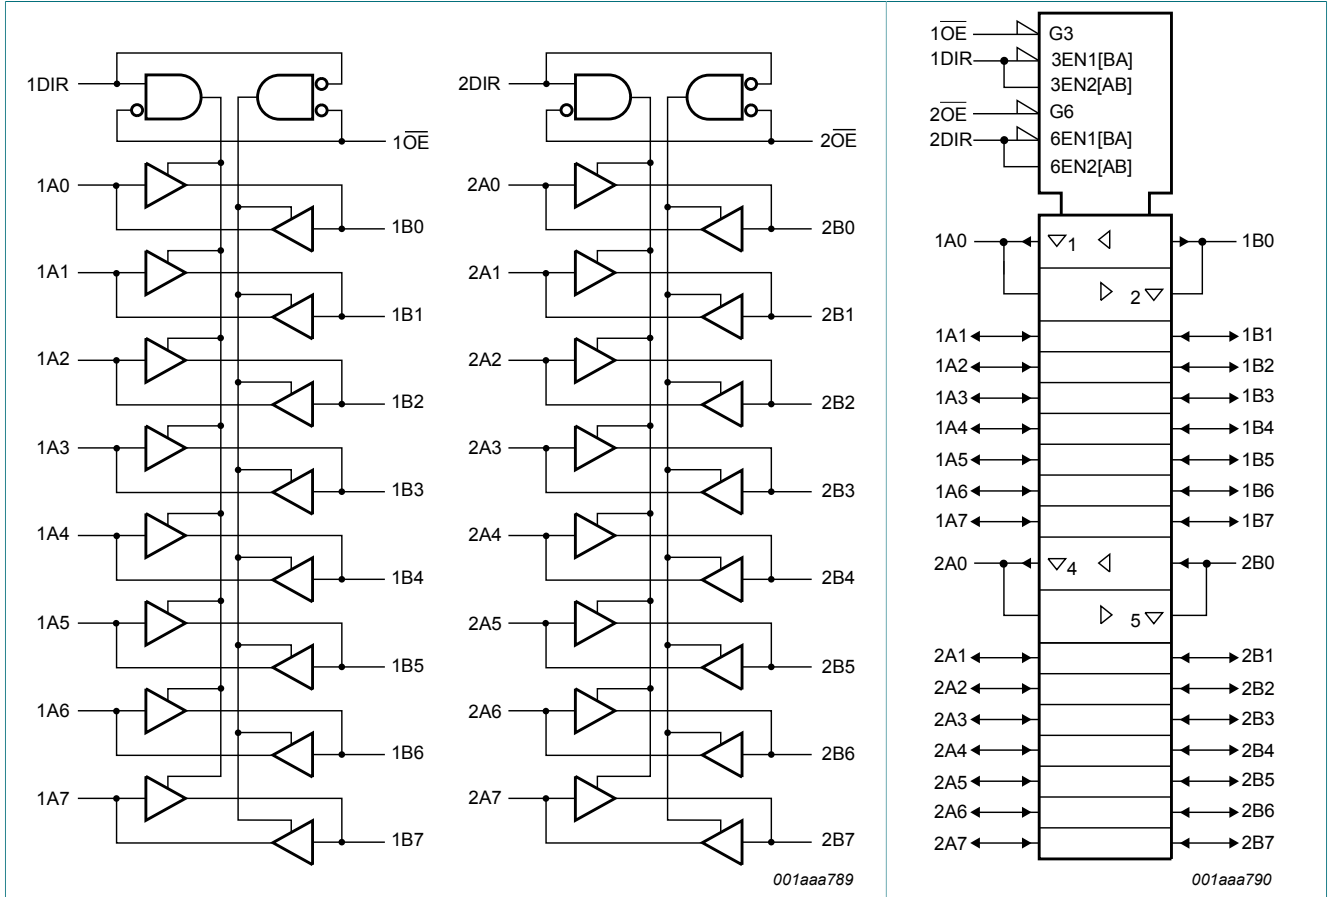 1DIR
1O̅E̅
1A0
1B0
1A1
1B1
1A2
1B2
1A3
1B3
1A4
1B4
1A5
1B5
1A6
1B6
1A7
1B7
2DIR
2O̅E̅
2A0
2B0
2A1
2B1
2A2
2B2
2A3
2B3
2A4
2B4
2A5
2B5
2A6
2B6
2A7
2B7
001aaa789
1O̅E̅ G3
1DIR 3EN1[BA]
3EN2[AB]
2O̅E̅ G6
2DIR 6EN1[BA]
6EN2[AB]
1A0 1 1B0
2
1A1 1B1
1A2 1B2
1A3 1B3
1A4 1B4
1A5 1B5
1A6 1B6
1A7 1B7
2A0 4 2B0
5
2A1 2B1
2A2 2B2
2A3 2B3
2A4 2B4
2A5 2B5
2A6 2B6
2A7 2B7
001aaa790